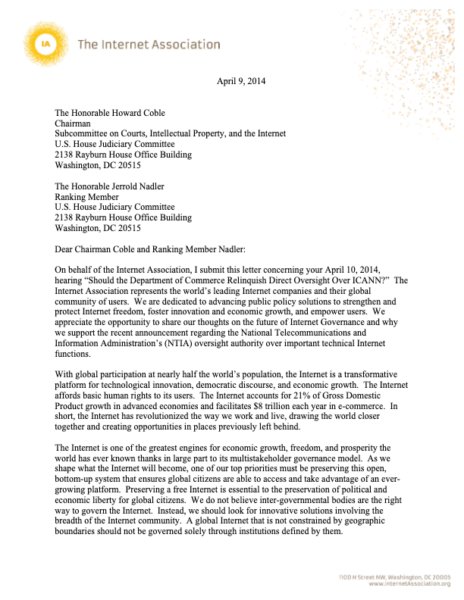 IA
The Internet Association
April 9, 2014
The Honorable Howard Coble
Chairman
Subcommittee on Courts, Intellectual Property, and the Internet
U.S. House Judiciary Committee
2138 Rayburn House Office Building
Washington, DC 20515
The Honorable Jerrold Nadler
Ranking Member
U.S. House Judiciary Committee
2138 Rayburn House Office Building
Washington, DC 20515
Dear Chairman Coble and Ranking Member Nadler:
On behalf of the Internet Association, I submit this letter concerning your April 10, 2014,
hearing “Should the Department of Commerce Relinquish Direct Oversight Over ICANN?” The
Internet Association represents the world’s leading Internet companies and their global
community of users. We are dedicated to advancing public policy solutions to strengthen and
protect Internet freedom, foster innovation and economic growth, and empower users. We
appreciate the opportunity to share our thoughts on the future of Internet Governance and why
we support the recent announcement regarding the National Telecommunications and
Information Administration’s (NTIA) oversight authority over important technical Internet
functions.
With global participation at nearly half the world’s population, the Internet is a transformative
platform for technological innovation, democratic discourse, and economic growth. The Internet
affords basic human rights to its users. The Internet accounts for 21% of Gross Domestic
Product growth in advanced economies and facilitates $8 trillion each year in e-commerce. In
short, the Internet has revolutionized the way we work and live, drawing the world closer
together and creating opportunities in places previously left behind.
The Internet is one of the greatest engines for economic growth, freedom, and prosperity the
world has ever known thanks in large part to its multistakeholder governance model. As we
shape what the Internet will become, one of our top priorities must be preserving this open,
bottom-up system that ensures global citizens are able to access and take advantage of an ever-
growing platform. Preserving a free Internet is essential to the preservation of political and
economic liberty for global citizens. We do not believe inter-governmental bodies are the right
way to govern the Internet. Instead, we should look for innovative solutions involving the
breadth of the Internet community. A global Internet that is not constrained by geographic
boundaries should not be governed solely through institutions defined by them.
1100 H Street NW, Washington, DC 20005
www.internetAssociation.org